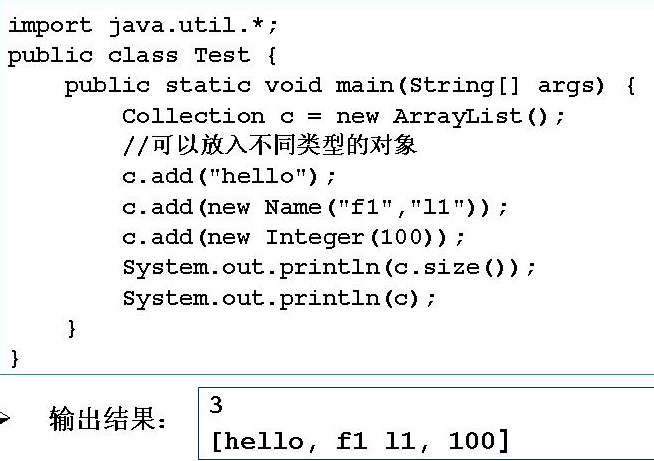 import java.util.*;
public class Test {
    public static void main(String[] args) {
        Collection c = new ArrayList();
        //可以放入不同类型的对象
        c.add("hello");
        c.add(new Name("f1","l1"));
        c.add(new Integer(100));
        System.out.println(c.size());
        System.out.println(c);
    }
}
输出结果:
3
[hello, f1 l1, 100]